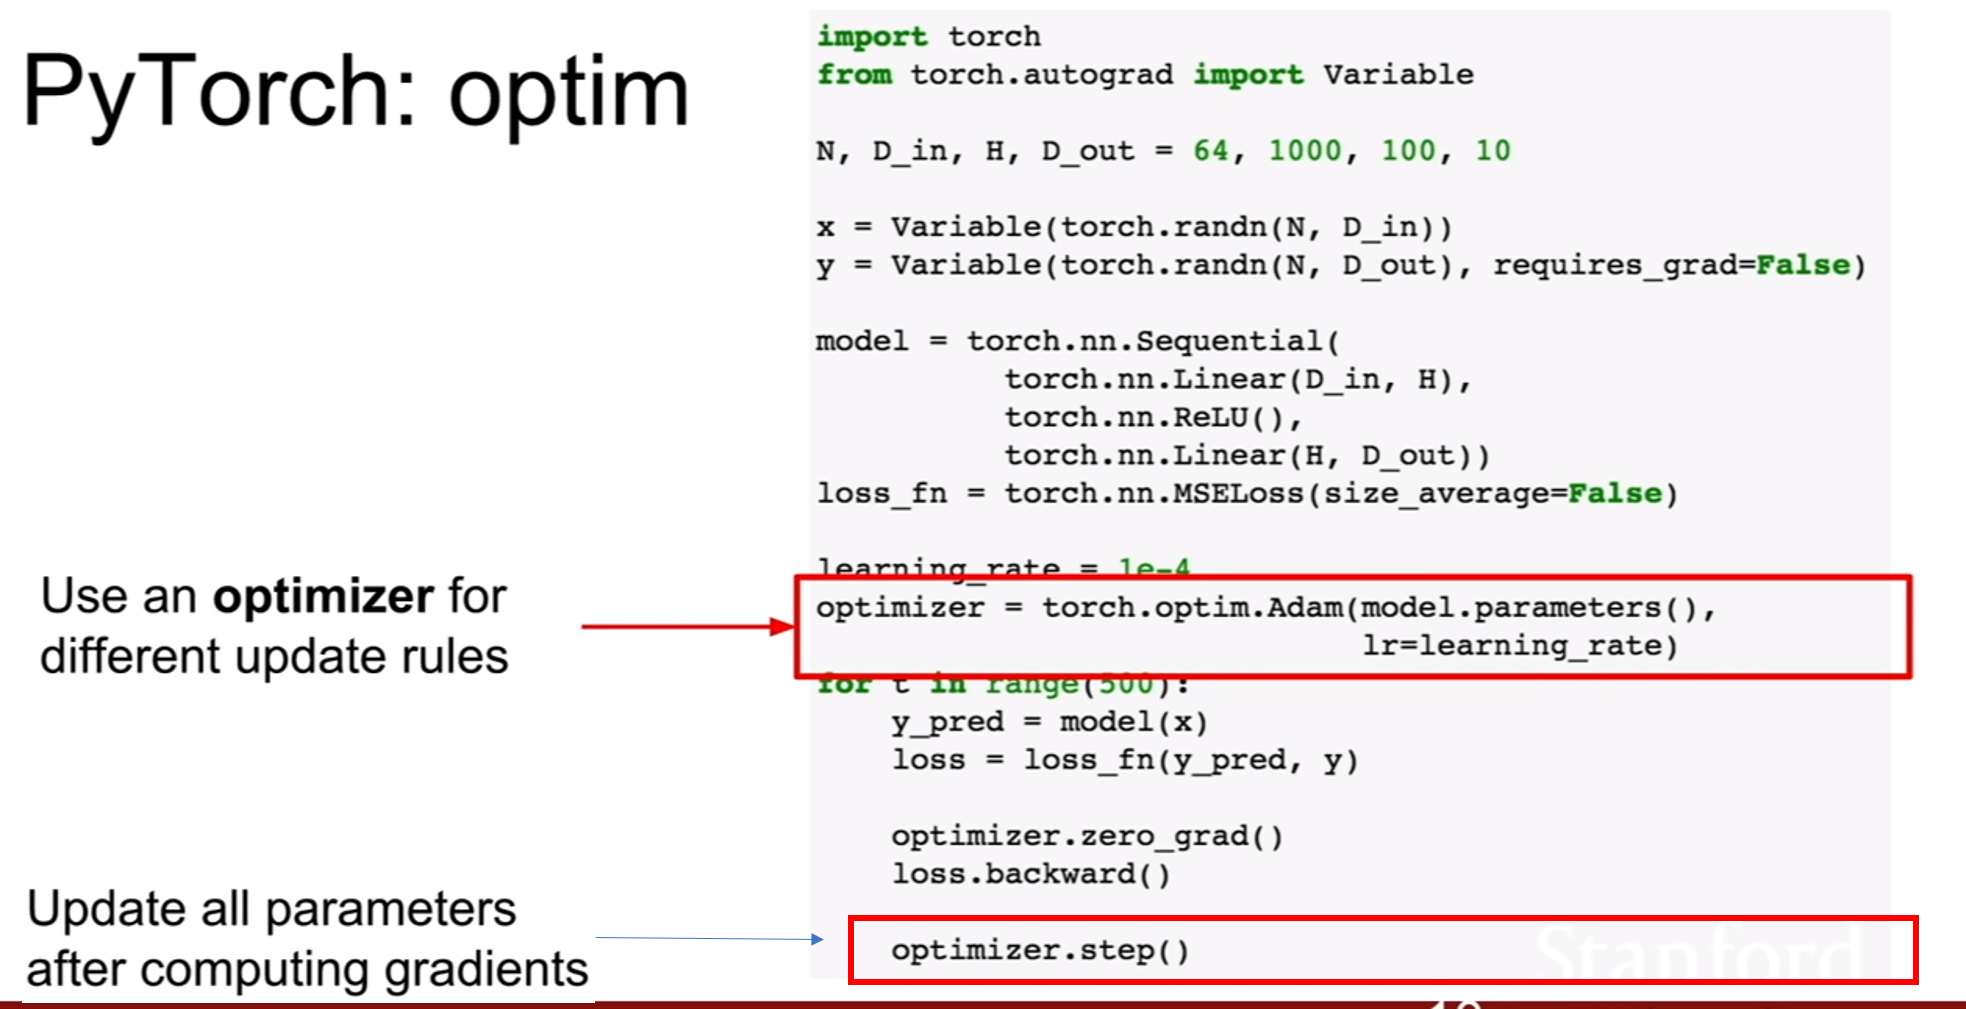 PyTorch: optim
import torch
from torch.autograd import Variable
N, D_in, H, D_out = 64, 1000, 100, 10
x = Variable(torch.randn(N, D_in))
y = Variable(torch.randn(N, D_out), requires_grad=False)
model = torch.nn.Sequential(
torch.nn.Linear(D_in, H),
torch.nn.ReLU(),
torch.nn.Linear(H, D_out))
loss_fn = torch.nn.MSELoss(size_average=False)
learning_rate = 1e-4
Use an optimizer for
different update rules
optimizer = torch.optim.Adam(model.parameters(),
lr=learning_rate)
for t in range(500):
y_pred = model(x)
loss = loss_fn(y_pred, y)
optimizer.zero_grad()
loss.backward()
Update all parameters
after computing gradients
optimizer.step()
Stanford